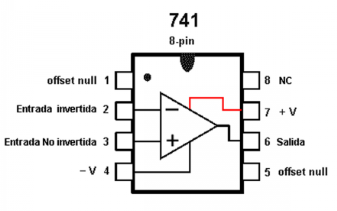 741
8-pin
offset null 1
8 NC
Entrada invertida 2
7 + V
Entrada No invertida 3
6 Salida
− V 4
5 offset null
− 
+